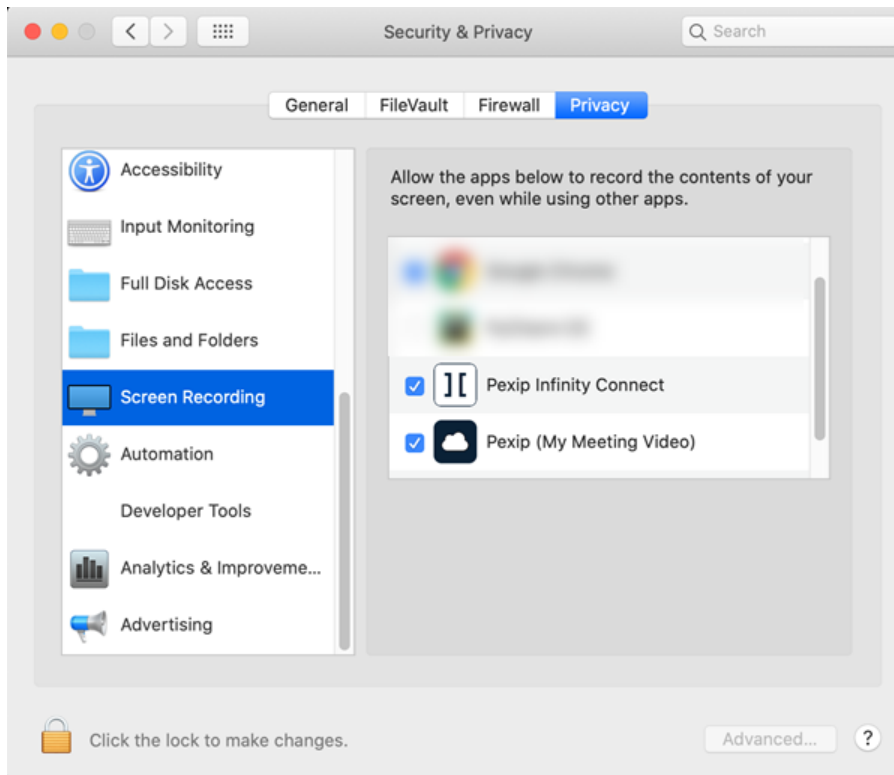 Security & Privacy
Search
General
FileVault
Firewall
Privacy
Accessibility
Input Monitoring
Full Disk Access
Files and Folders
Screen Recording
Automation
Developer Tools
Analytics & Improveme...
Advertising
Allow the apps below to record the contents of your
screen, even while using other apps.
][
Pexip Infinity Connect
Pexip (My Meeting Video)
Click the lock to make changes.
Advanced...
?